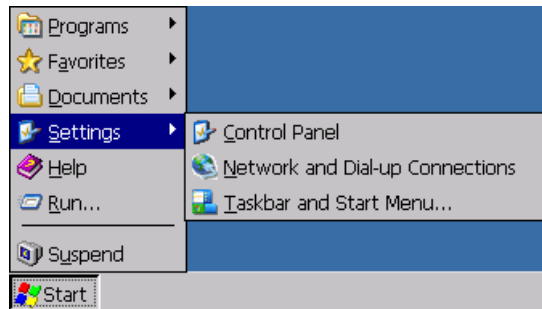 Programs
Favorites
Documents
Settings
Control Panel
Help
Network and Dial-up Connections
Run...
Taskbar and Start Menu...
Suspend
Start